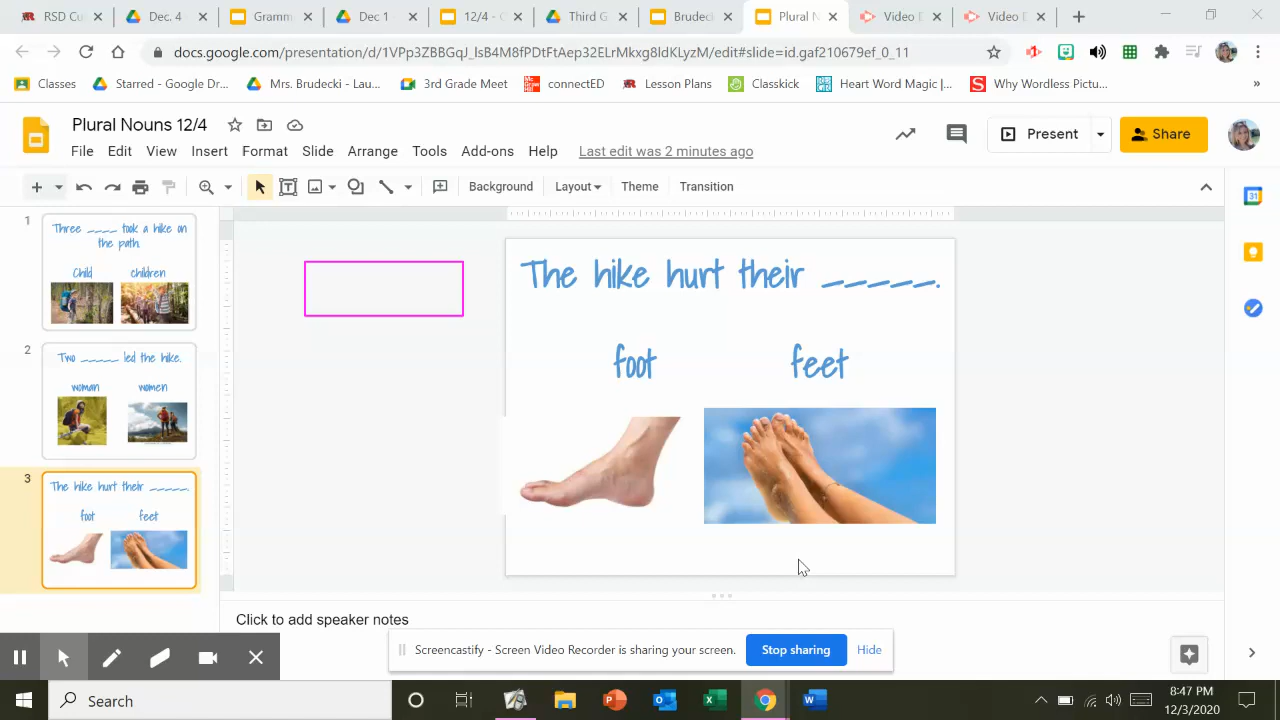 RSD Cu
Dec. 4
Gramm
Dec 1
12/4 - C
Third G
Brudec
Plural N
Video D
Video D
docs.google.com/presentation/d/1VPp3ZBBGqJ_lsB4M8fPDtFtAep32ELrMkxg8ldKLyzM/edit#slide=id.gaf210679ef_0_11
Classes
Starred - Google Dr...
Mrs. Brudecki - Lau...
3rd Grade Meet
connectED
Lesson Plans
Classkick
Heart Word Magic |...
Why Wordless Pictu...
Plural Nouns 12/4
Present
Share
File Edit View Insert Format Slide Arrange Tools Add-ons Help Last edit was 2 minutes ago
Background Layout Theme Transition
1
Three ____ took a hike on
the path.
Child children
2
Two _____ led the hike.
woman women
3
The hike hurt their _____.
foot feet
The hike hurt their _____.
foot feet
Click to add speaker notes
Screencastify - Screen Video Recorder is sharing your screen.
Stop sharing
Hide
Search
8:47 PM
12/3/2020